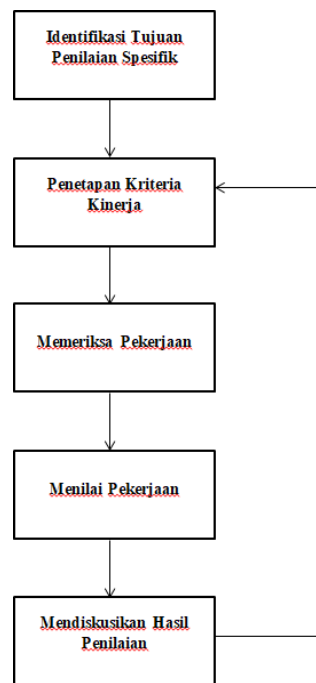 Identifikasi Tujuan
Penilaian Spesifik
Penetapan Kriteria
Kinerja
Memeriksa Pekerjaan
Menilai Pekerjaan
Mendiskusikan Hasil
Penilaian